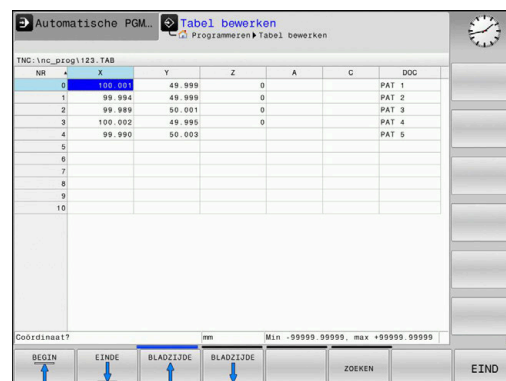 Automatische PGM… Tabel bewerken
Programmeren Tabel bewerken
TNC:\nc_prog\123.TAB
NR X Y Z A C DOC
0 100.001 49.999 0 PAT 1
1 99.994 49.999 0 PAT 2
2 99.989 50.001 0 PAT 3
3 100.002 49.995 0 PAT 4
4 99.990 50.003 PAT 5
5
6
7
8
9
10
Coördinaat? mm Min -99999.99999, max +99999.99999
BEGIN EINDE BLADZIJDE BLADZIJDE ZOEKEN EIND